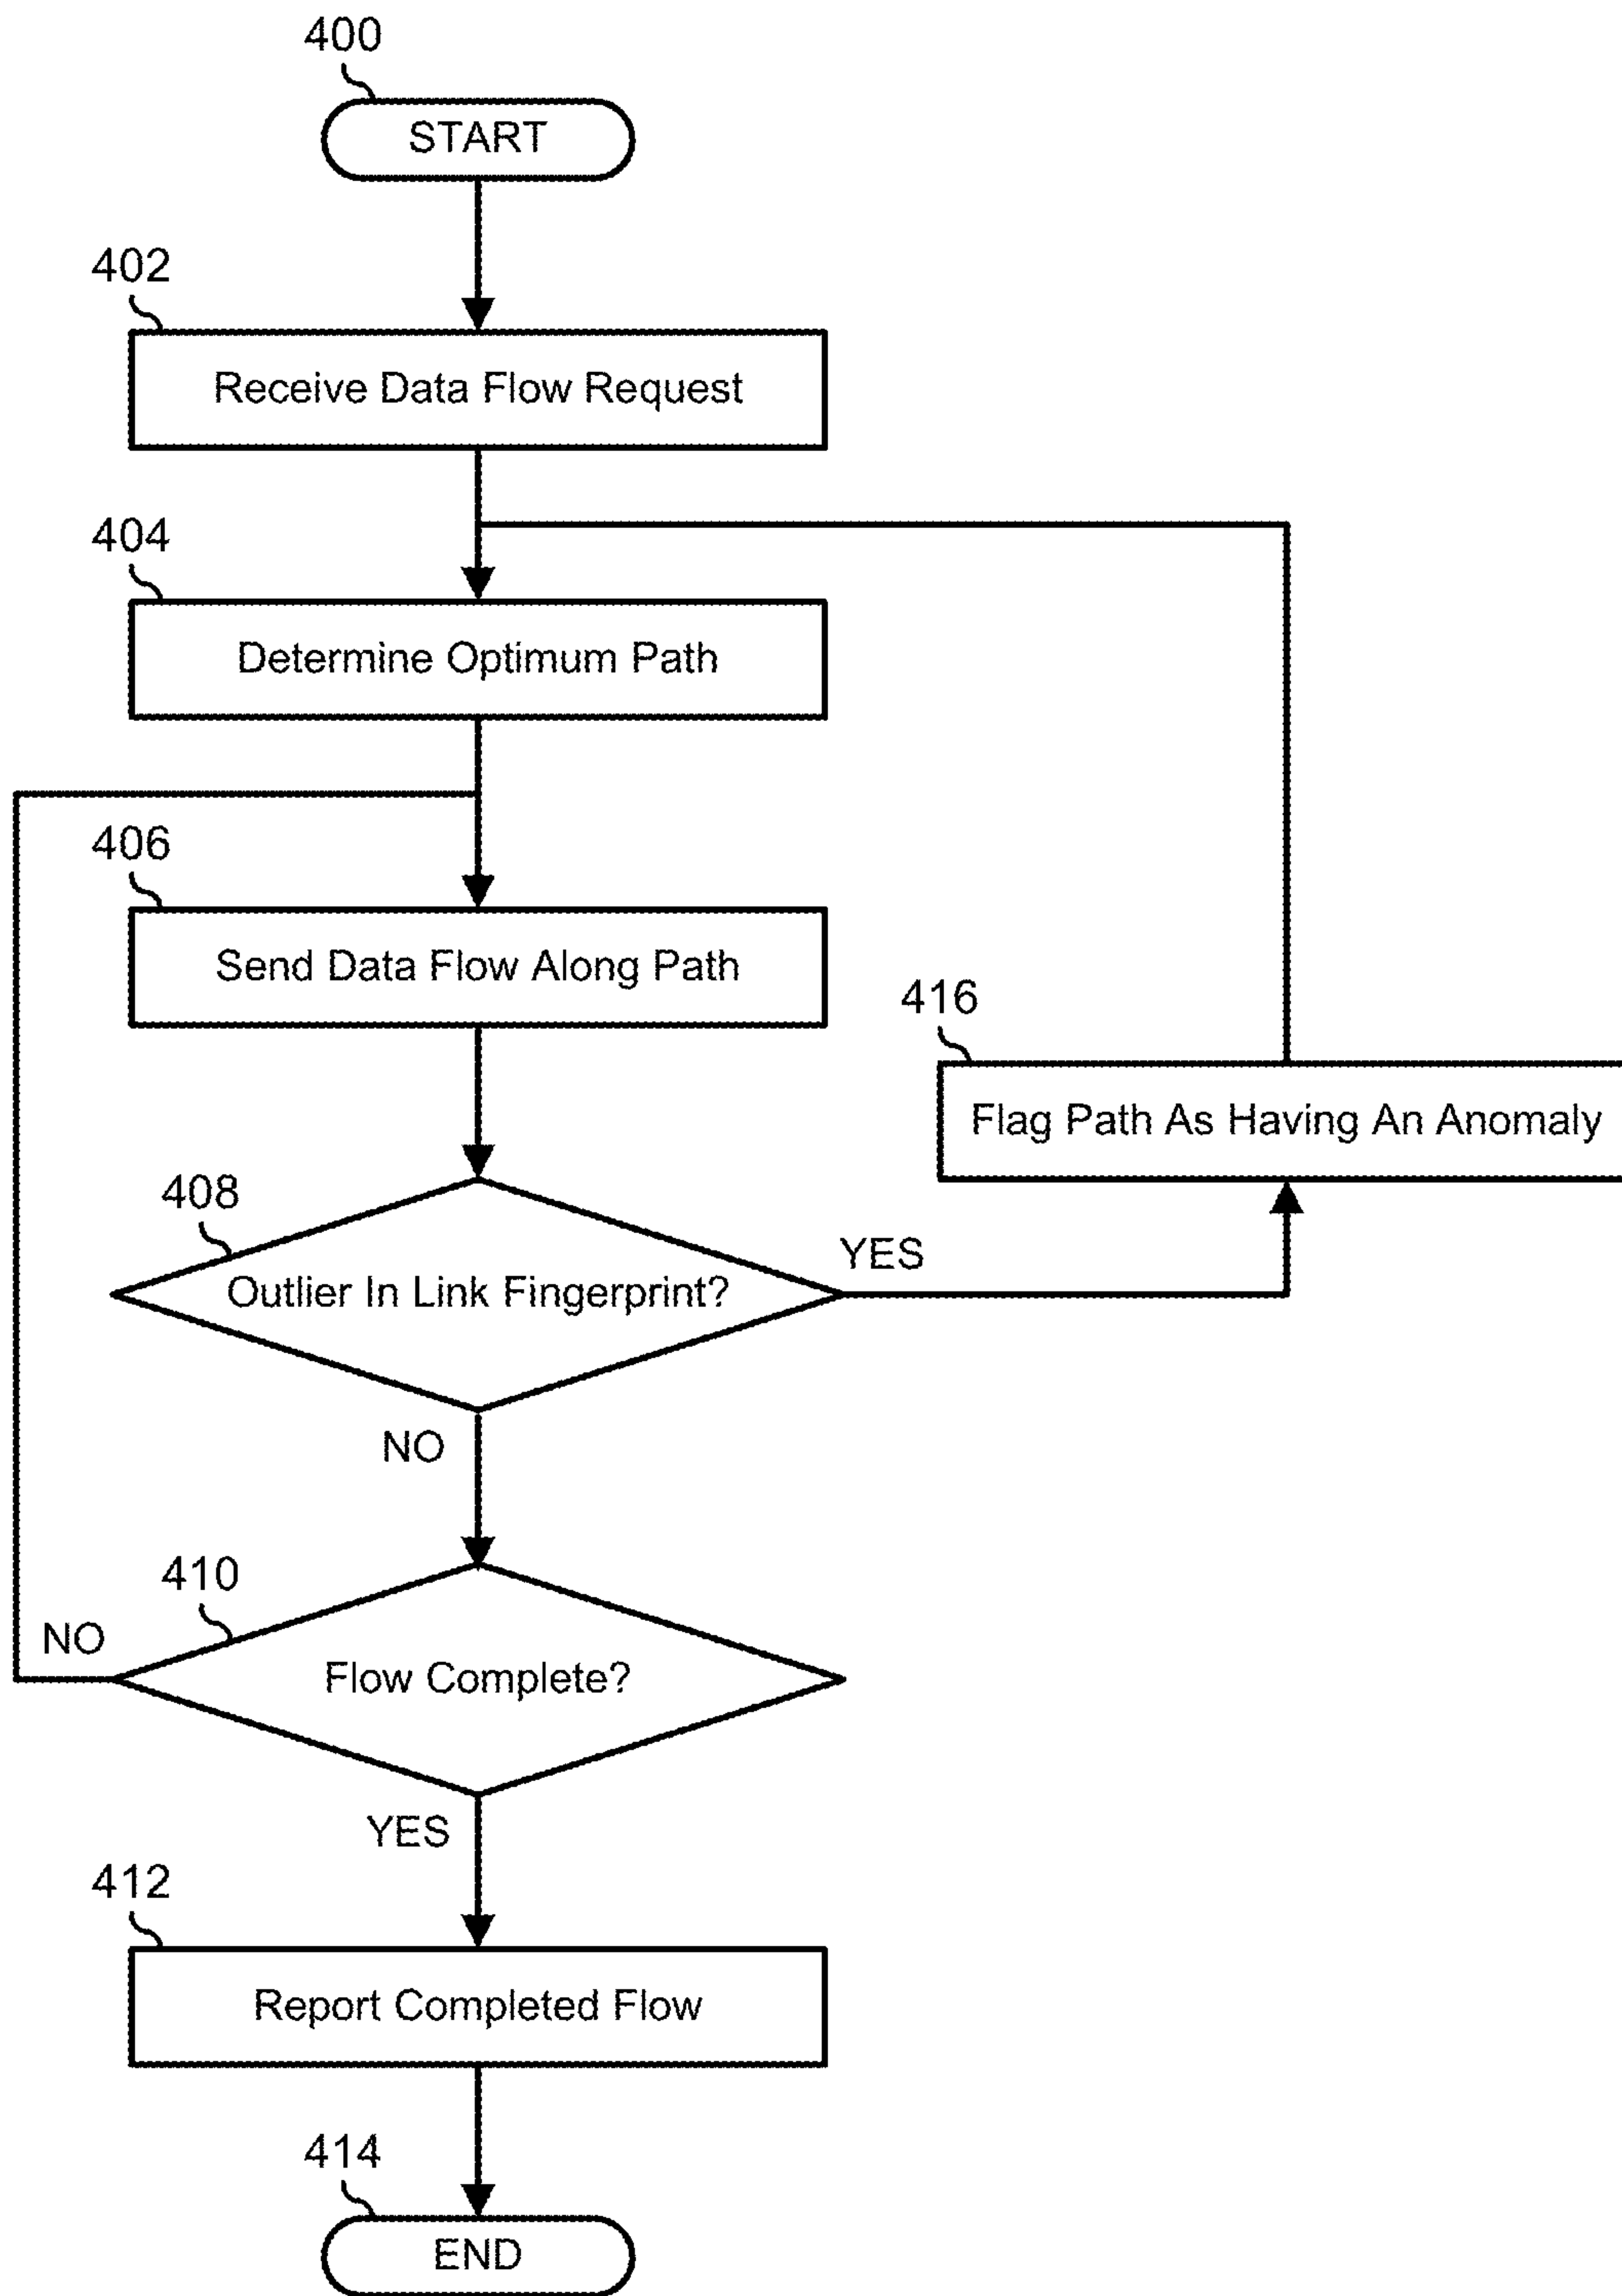 400
START
402
Receive Data Flow Request
404
Determine Optimum Path
406
Send Data Flow Along Path
416
Flag Path As Having An Anomaly
408
Outlier In Link Fingerprint?
YES
NO
410
NO
Flow Complete?
YES
412
Report Completed Flow
414
END